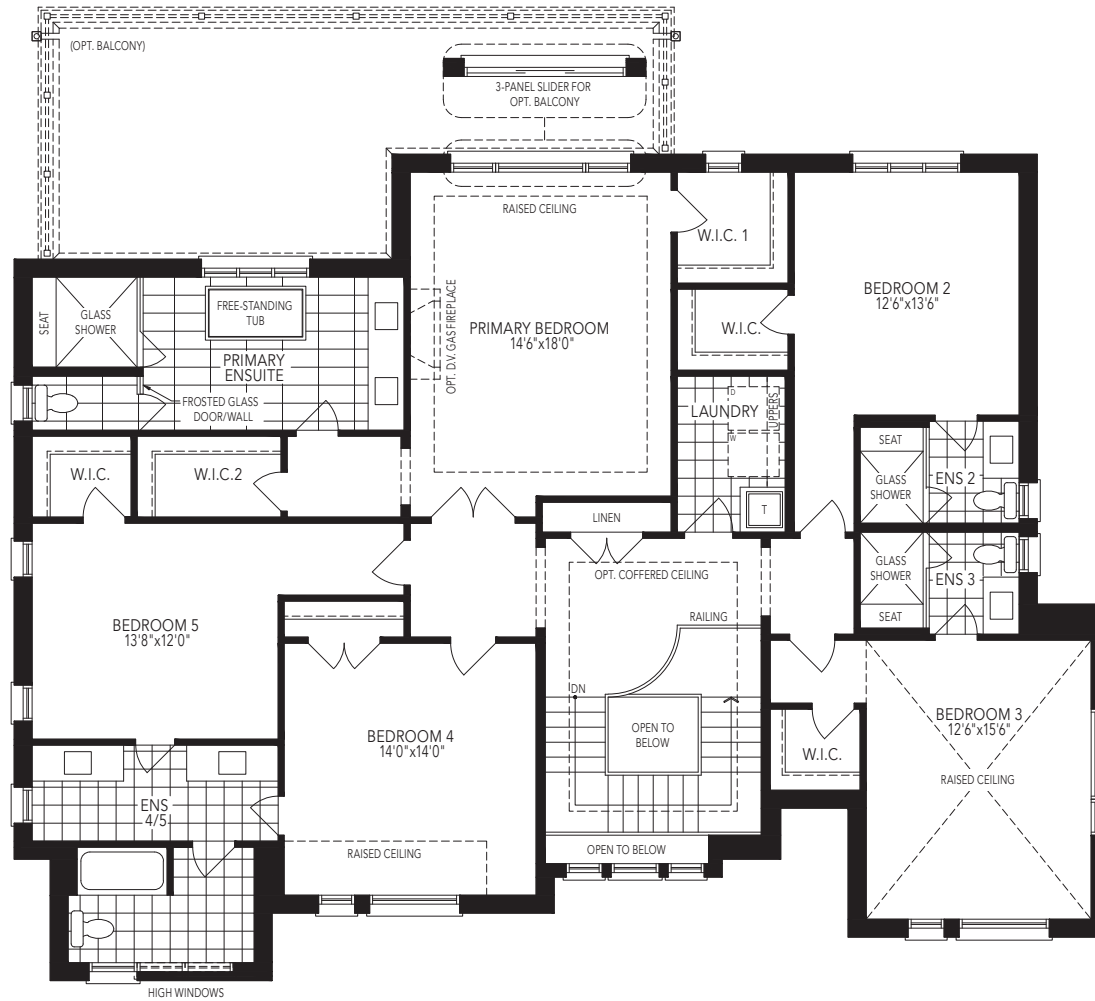 (OPT. BALCONY)
3-PANEL SLIDER FOR
OPT. BALCONY
RAISED CEILING
W.I.C. 1
BEDROOM 2
12'6"x13'6"
SEAT
GLASS
SHOWER
FREE-STANDING
TUB
PRIMARY
ENSUITE
FROSTED GLASS
DOOR/WALL
OPT. D.V. GAS FIREPLACE
PRIMARY BEDROOM
14'6"x18'0"
W.I.C.
LAUNDRY
D
W
UPPERS
T
W.I.C.
W.I.C.2
LINEN
SEAT
GLASS
SHOWER
ENS 2
GLASS
SHOWER
SEAT
ENS 3
OPT. COFFERED CEILING
RAILING
BEDROOM 5
13'8"x12'0"
DN
OPEN TO
BELOW
BEDROOM 4
14'0"x14'0"
W.I.C.
BEDROOM 3
12'6"x15'6"
RAISED CEILING
ENS
4/5
RAISED CEILING
OPEN TO BELOW
HIGH WINDOWS